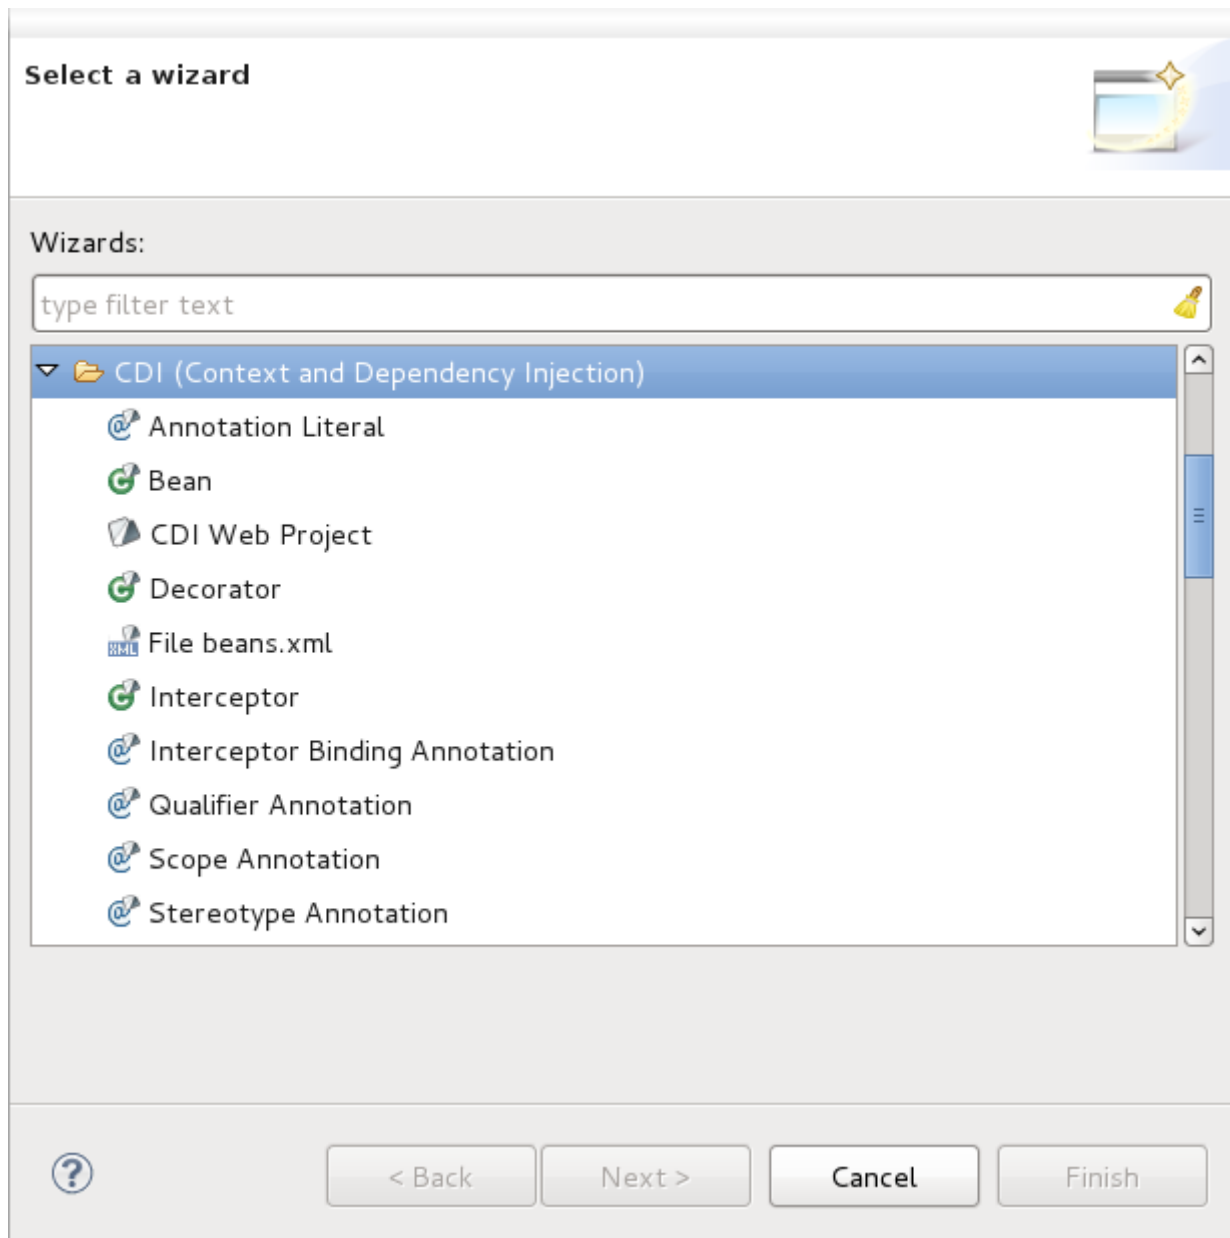 Select a wizard
Wizards:
type filter text
CDI (Context and Dependency Injection)
Annotation Literal
Bean
CDI Web Project
Decorator
File beans.xml
Interceptor
Interceptor Binding Annotation
Qualifier Annotation
Scope Annotation
Stereotype Annotation
< Back Next > Cancel Finish